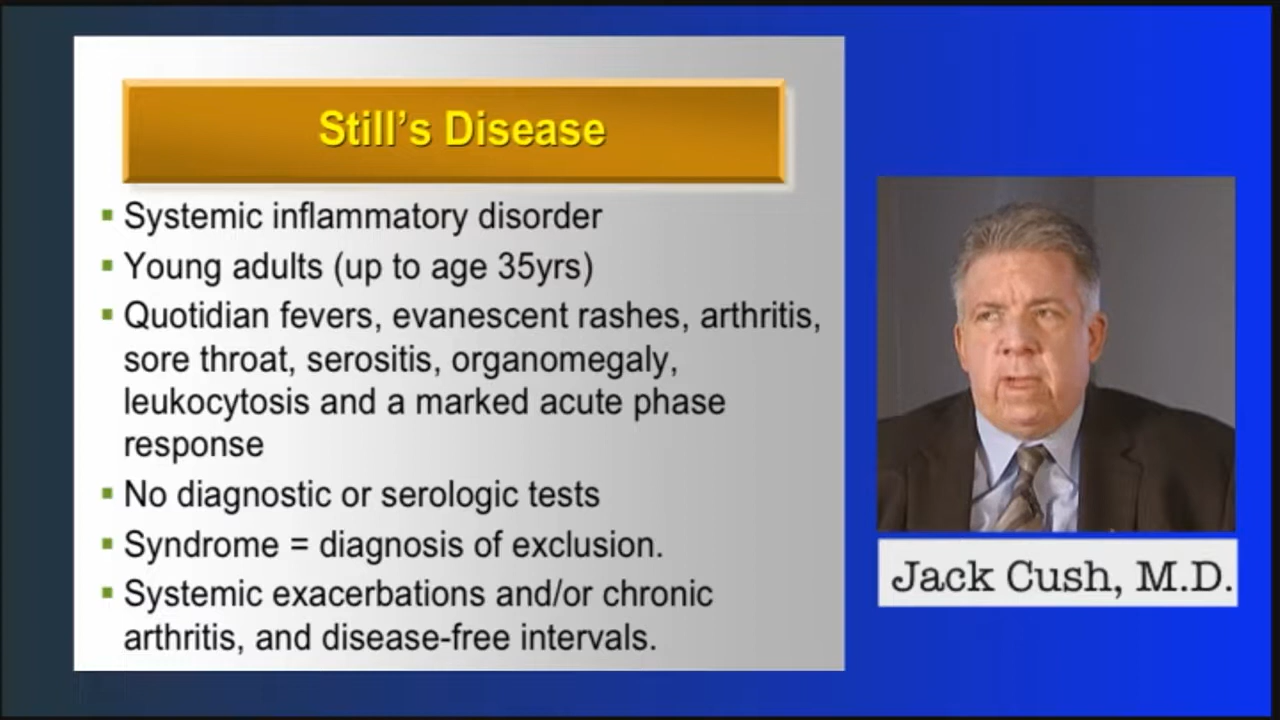 Still's Disease
Systemic inflammatory disorder
Young adults (up to age 35yrs)
Quotidian fevers, evanescent rashes, arthritis,
sore throat, serositis, organomegaly,
leukocytosis and a marked acute phase
response
No diagnostic or serologic tests
Syndrome = diagnosis of exclusion.
Systemic exacerbations and/or chronic
arthritis, and disease-free intervals.
Jack Cush, M.D.